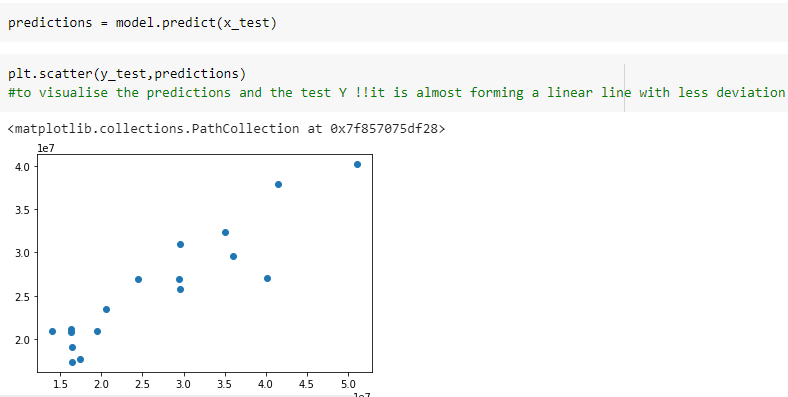 predictions = model.predict(x_test)
plt.scatter(y_test,predictions)
#to visualise the predictions and the test Y !!it is almost forming a linear line with less deviation
<matplotlib.collections.PathCollection at 0x7f857075df28>
1e7
4.0
3.5
3.0
2.5
2.0
1.5 2.0 2.5 3.0 3.5 4.0 4.5 5.0
1e7